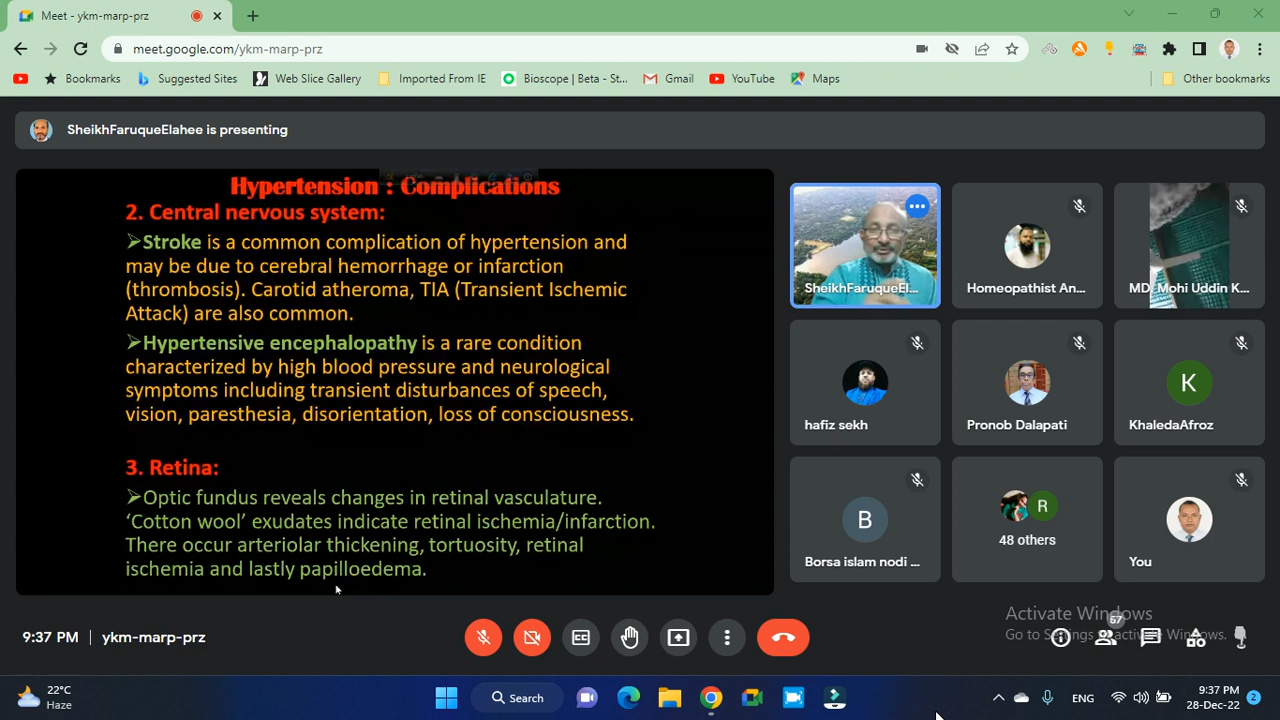 Meet - ykm-marp-prz
meet.google.com/ykm-marp-prz
Bookmarks
Suggested Sites
Web Slice Gallery
Imported From IE
Bioscope | Beta - St...
Gmail
YouTube
Maps
Other bookmarks
SheikhFaruqueElahee is presenting
Hypertension : Complications
2. Central nervous system:
➢Stroke is a common complication of hypertension and
may be due to cerebral hemorrhage or infarction
(thrombosis). Carotid atheroma, TIA (Transient Ischemic
Attack) are also common.
➢Hypertensive encephalopathy is a rare condition
characterized by high blood pressure and neurological
symptoms including transient disturbances of speech,
vision, paresthesia, disorientation, loss of consciousness.
3. Retina:
➢Optic fundus reveals changes in retinal vasculature.
‘Cotton wool’ exudates indicate retinal ischemia/infarction.
There occur arteriolar thickening, tortuosity, retinal
ischemia and lastly papilloedema.
SheikhFaruqueEl...
Homeopathist An...
MD. Mohi Uddin K...
hafiz sekh
Pronob Dalapati
K
KhaledaAfroz
B
Borsa islam nodi ...
R
48 others
You
9:37 PM | ykm-marp-prz
CC
57
Activate Windows
Go to Settings to activate Windows.
22°C
Haze
Search
ENG
9:37 PM
28-Dec-22
2